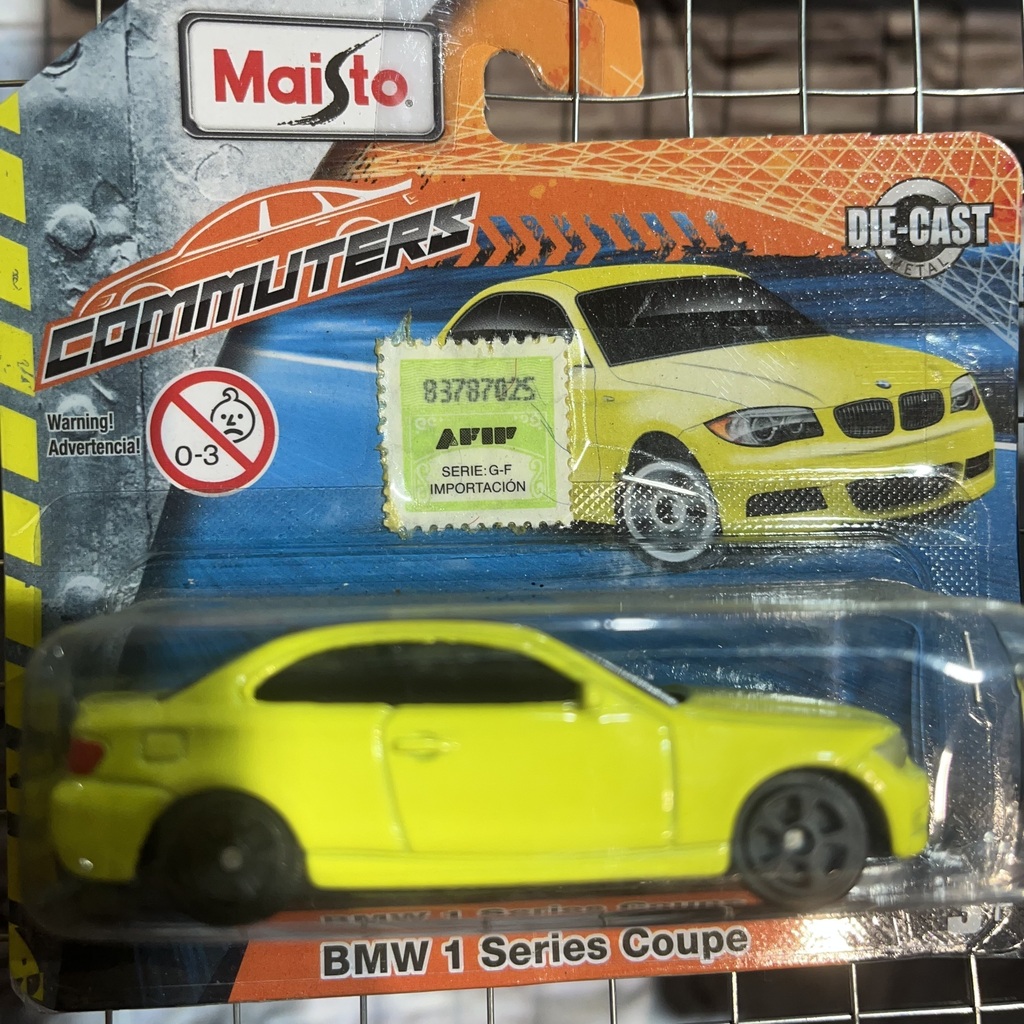 Maisto®
COMMUTERS
DIE-CAST
METAL
Warning!
Advertencia!
0-3
83787025
AFIP
SERIE: G-F
IMPORTACIÓN
BMW 1 Series Coupe